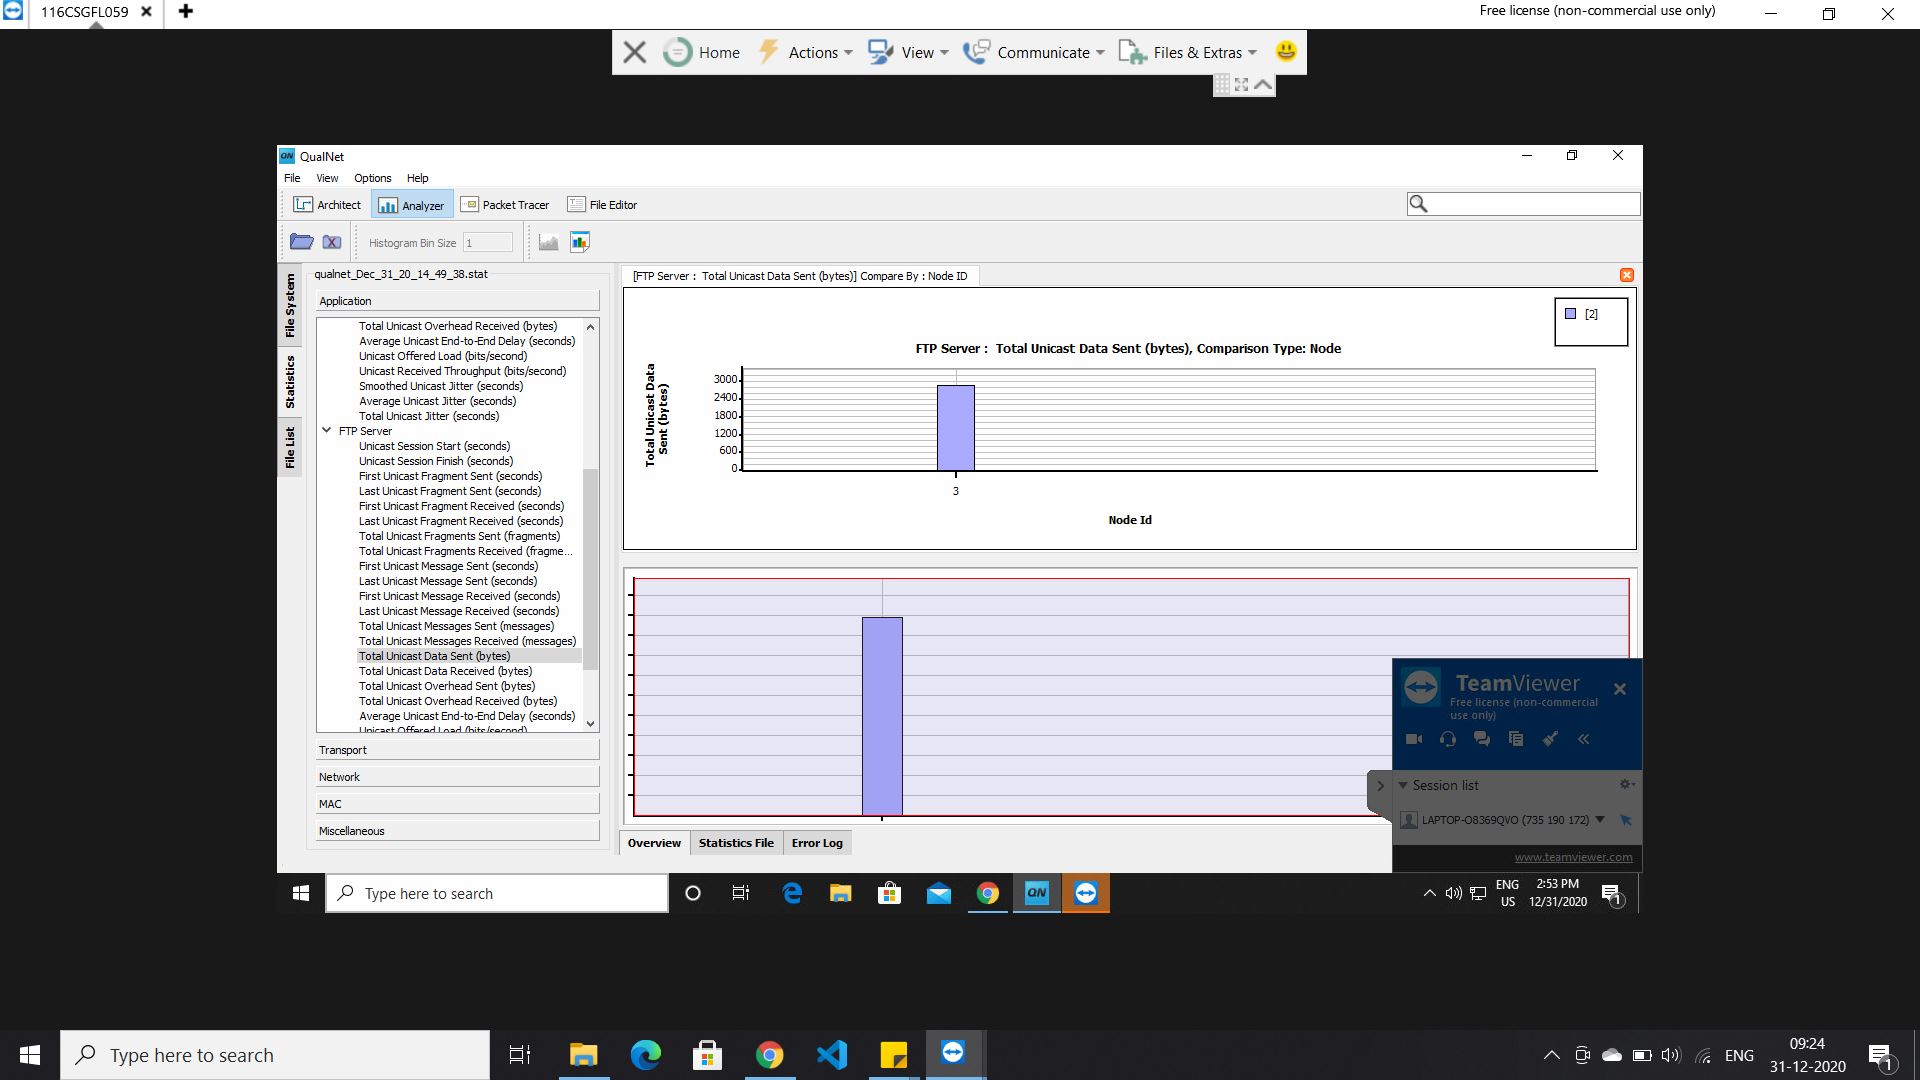 116CSGFL059
Free license (non-commercial use only)
Home Actions View Communicate Files & Extras
QN QualNet
File View Options Help
Architect Analyzer Packet Tracer File Editor
Histogram Bin Size 1
File System
Statistics
File List
qualnet_Dec_31_20_14_49_38.stat
Application
Total Unicast Overhead Received (bytes)
Average Unicast End-to-End Delay (seconds)
Unicast Offered Load (bits/second)
Unicast Received Throughput (bits/second)
Smoothed Unicast Jitter (seconds)
Average Unicast Jitter (seconds)
Total Unicast Jitter (seconds)
FTP Server
Unicast Session Start (seconds)
Unicast Session Finish (seconds)
First Unicast Fragment Sent (seconds)
Last Unicast Fragment Sent (seconds)
First Unicast Fragment Received (seconds)
Last Unicast Fragment Received (seconds)
Total Unicast Fragments Sent (fragments)
Total Unicast Fragments Received (fragme...
First Unicast Message Sent (seconds)
Last Unicast Message Sent (seconds)
First Unicast Message Received (seconds)
Last Unicast Message Received (seconds)
Total Unicast Messages Sent (messages)
Total Unicast Messages Received (messages)
Total Unicast Data Sent (bytes)
Total Unicast Data Received (bytes)
Total Unicast Overhead Sent (bytes)
Total Unicast Overhead Received (bytes)
Average Unicast End-to-End Delay (seconds)
Unicast Offered Load (bits/second)
Transport
Network
MAC
Miscellaneous
[FTP Server : Total Unicast Data Sent (bytes)] Compare By : Node ID
[2]
FTP Server : Total Unicast Data Sent (bytes), Comparison Type: Node
Total Unicast Data
Sent (bytes)
3000
2400
1800
1200
600
0
3
Node Id
Overview Statistics File Error Log
TeamViewer
Free license (non-commercial
use only)
Session list
LAPTOP-O8369QVO (735 190 172)
www.teamviewer.com
Type here to search
QN
ENG
US
2:53 PM
12/31/2020
1
Type here to search
ENG
09:24
31-12-2020
1